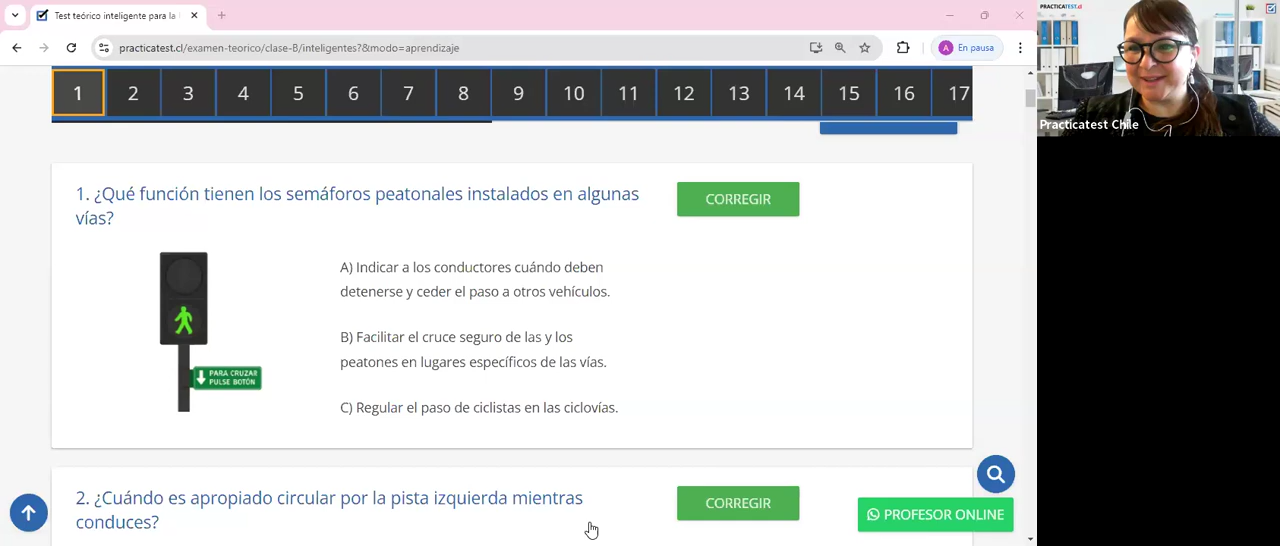 Test teórico inteligente para la
practicatest.cl/examen-teorico/clase-B/inteligentes?&modo=aprendizaje
A En pausa
PRACTICATEST.cl
Practicatest Chile
1 2 3 4 5 6 7 8 9 10 11 12 13 14 15 16 17
1. ¿Qué función tienen los semáforos peatonales instalados en algunas
vías?
CORREGIR
PARA CRUZAR
PULSE BOTÓN
A) Indicar a los conductores cuándo deben
detenerse y ceder el paso a otros vehículos.
B) Facilitar el cruce seguro de las y los
peatones en lugares específicos de las vías.
C) Regular el paso de ciclistas en las ciclovías.
2. ¿Cuándo es apropiado circular por la pista izquierda mientras
conduces?
CORREGIR
PROFESOR ONLINE